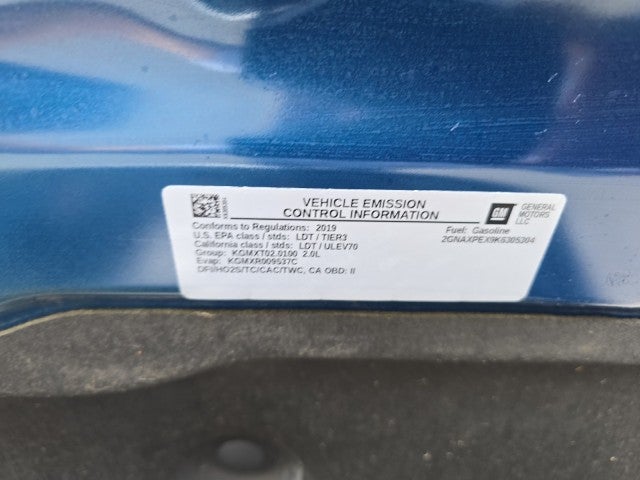 VEHICLE EMISSION
CONTROL INFORMATION
GM
GENERAL
MOTORS
LLC
Conforms to Regulations: 2019
U.S. EPA class / stds: LDT / TIER3
California class / stds: LDT / ULEV70
Group: KGMXT02.0100 2.0L
Evap: KGMXR009537C
DFI/HO2S/TC/CAC/TWC, CA OBD: II
Fuel: Gasoline
2GNAXPEX9K6305304